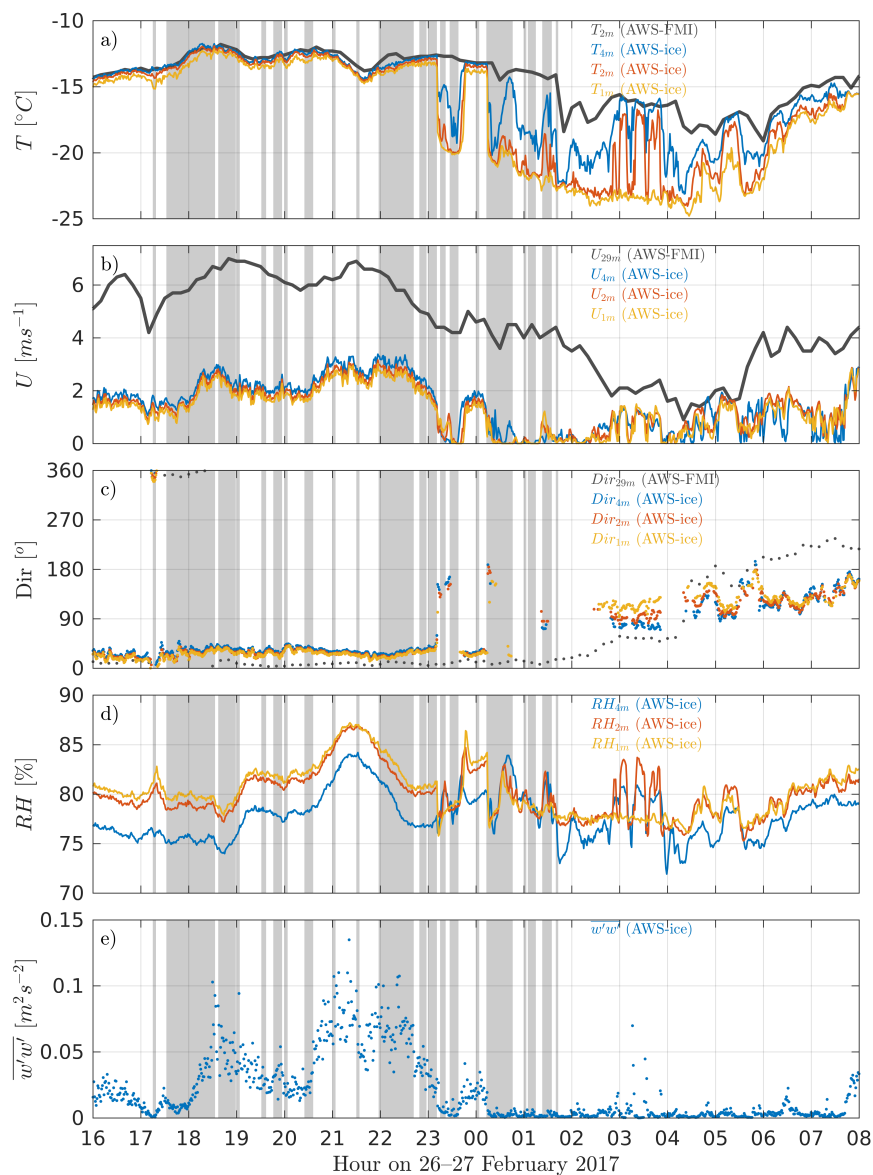 a)
T2m (AWS-FMI)
T4m (AWS-ice)
T2m (AWS-ice)
T1m (AWS-ice)
-10
-15
-20
-25
T [°C]
b)
U29m (AWS-FMI)
U4m (AWS-ice)
U2m (AWS-ice)
U1m (AWS-ice)
6
4
2
0
U [ms−1]
c)
Dir29m (AWS-FMI)
Dir4m (AWS-ice)
Dir2m (AWS-ice)
Dir1m (AWS-ice)
360
270
180
90
0
Dir [o]
d)
RH4m (AWS-ice)
RH2m (AWS-ice)
RH1m (AWS-ice)
90
85
80
75
70
RH [%]
e)
w′w′ (AWS-ice)
0.15
0.1
0.05
0
w′w′ [m2s−2]
16 17 18 19 20 21 22 23 00 01 02 03 04 05 06 07 08
Hour on 26–27 February 2017